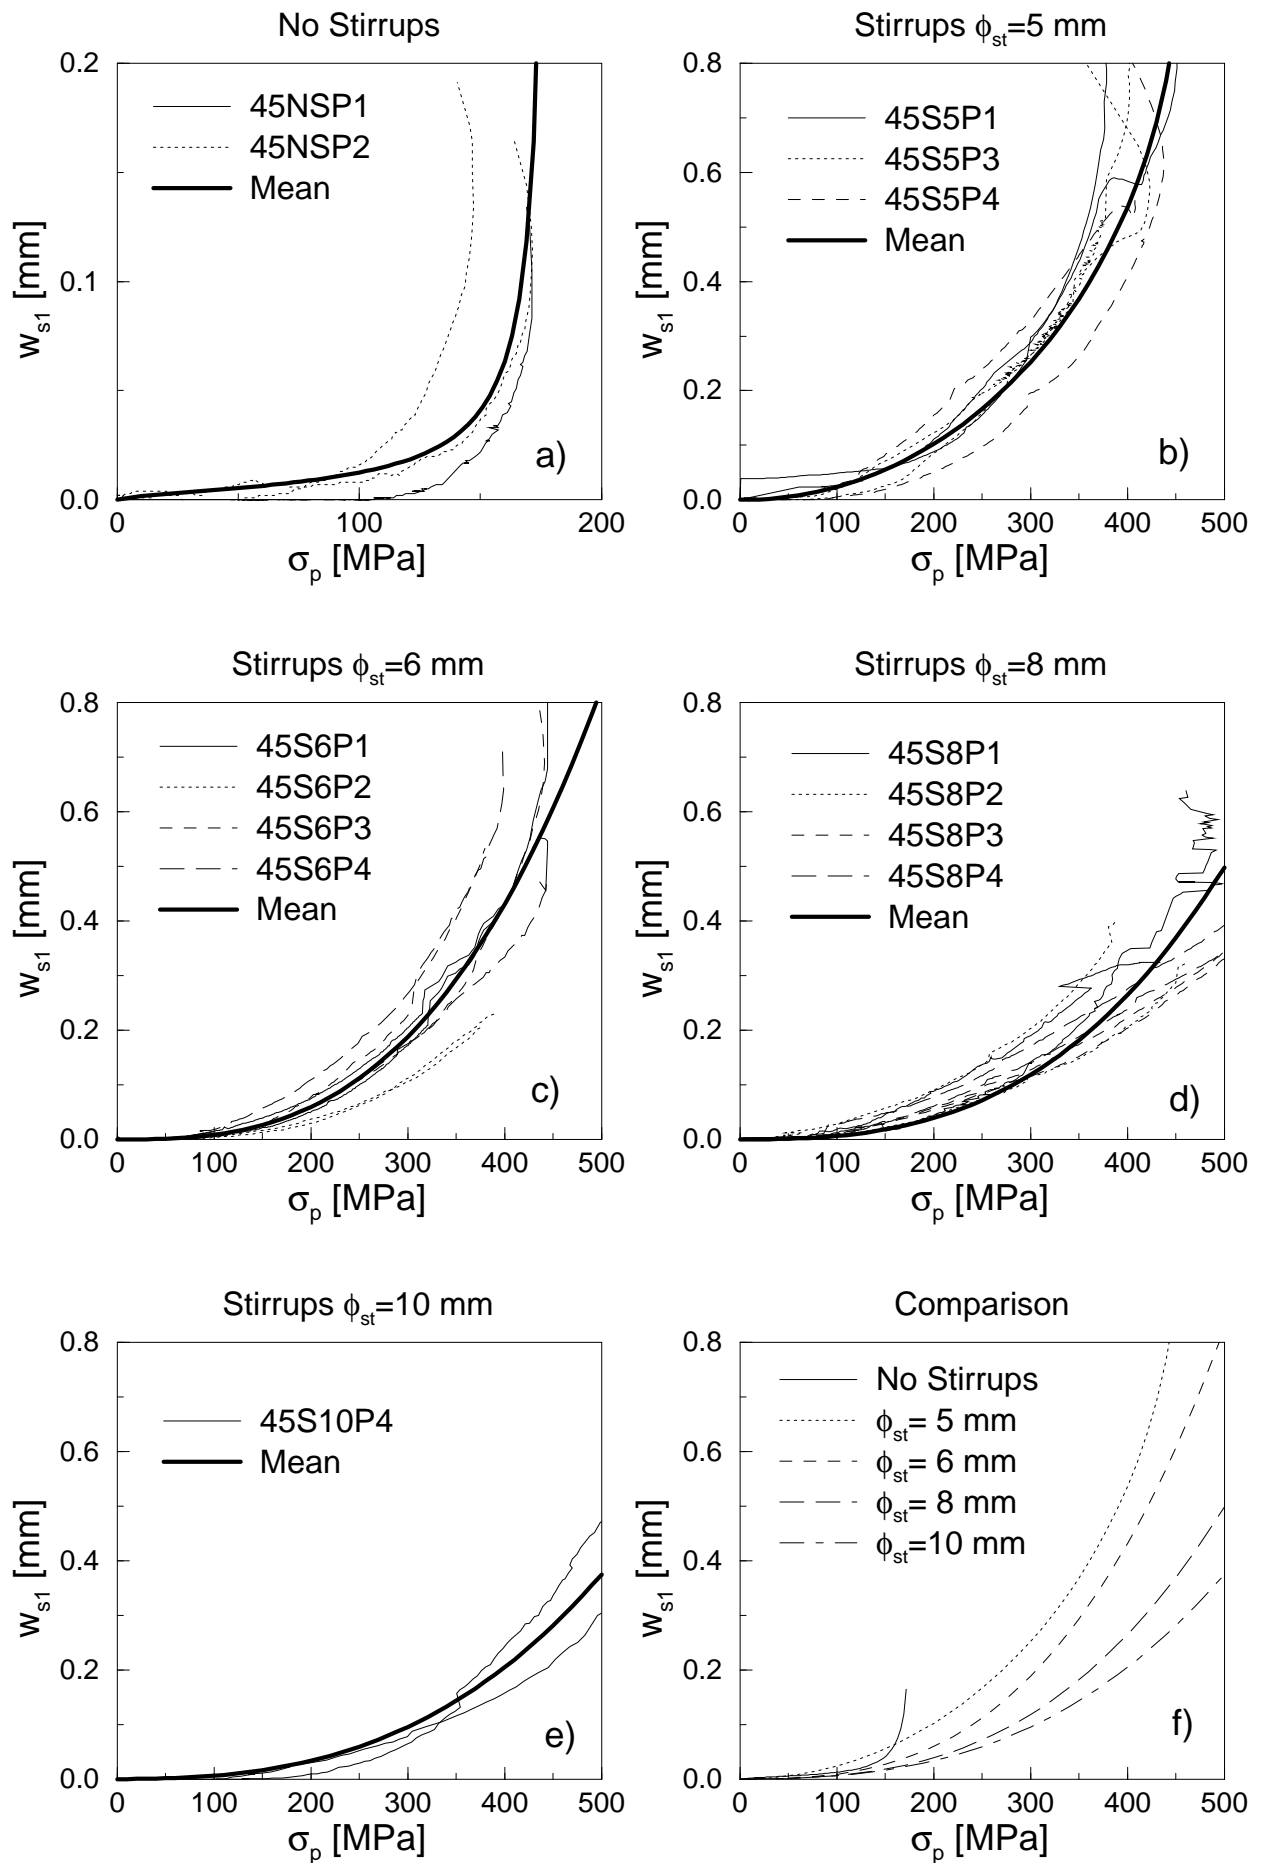 No Stirrups
0.2
0.1
0.0
w_s1 [mm]
45NSP1
45NSP2
Mean
a)
0 100 200
σ_p [MPa]
Stirrups ϕ_st=5 mm
0.8
0.6
0.4
0.2
0.0
w_s1 [mm]
45S5P1
45S5P3
45S5P4
Mean
b)
0 100 200 300 400 500
σ_p [MPa]
Stirrups ϕ_st=6 mm
0.8
0.6
0.4
0.2
0.0
w_s1 [mm]
45S6P1
45S6P2
45S6P3
45S6P4
Mean
c)
0 100 200 300 400 500
σ_p [MPa]
Stirrups ϕ_st=8 mm
0.8
0.6
0.4
0.2
0.0
w_s1 [mm]
45S8P1
45S8P2
45S8P3
45S8P4
Mean
d)
0 100 200 300 400 500
σ_p [MPa]
Stirrups ϕ_st=10 mm
0.8
0.6
0.4
0.2
0.0
w_s1 [mm]
45S10P4
Mean
e)
0 100 200 300 400 500
σ_p [MPa]
Comparison
0.8
0.6
0.4
0.2
0.0
w_s1 [mm]
No Stirrups
ϕ_st= 5 mm
ϕ_st= 6 mm
ϕ_st= 8 mm
ϕ_st=10 mm
f)
0 100 200 300 400 500
σ_p [MPa]